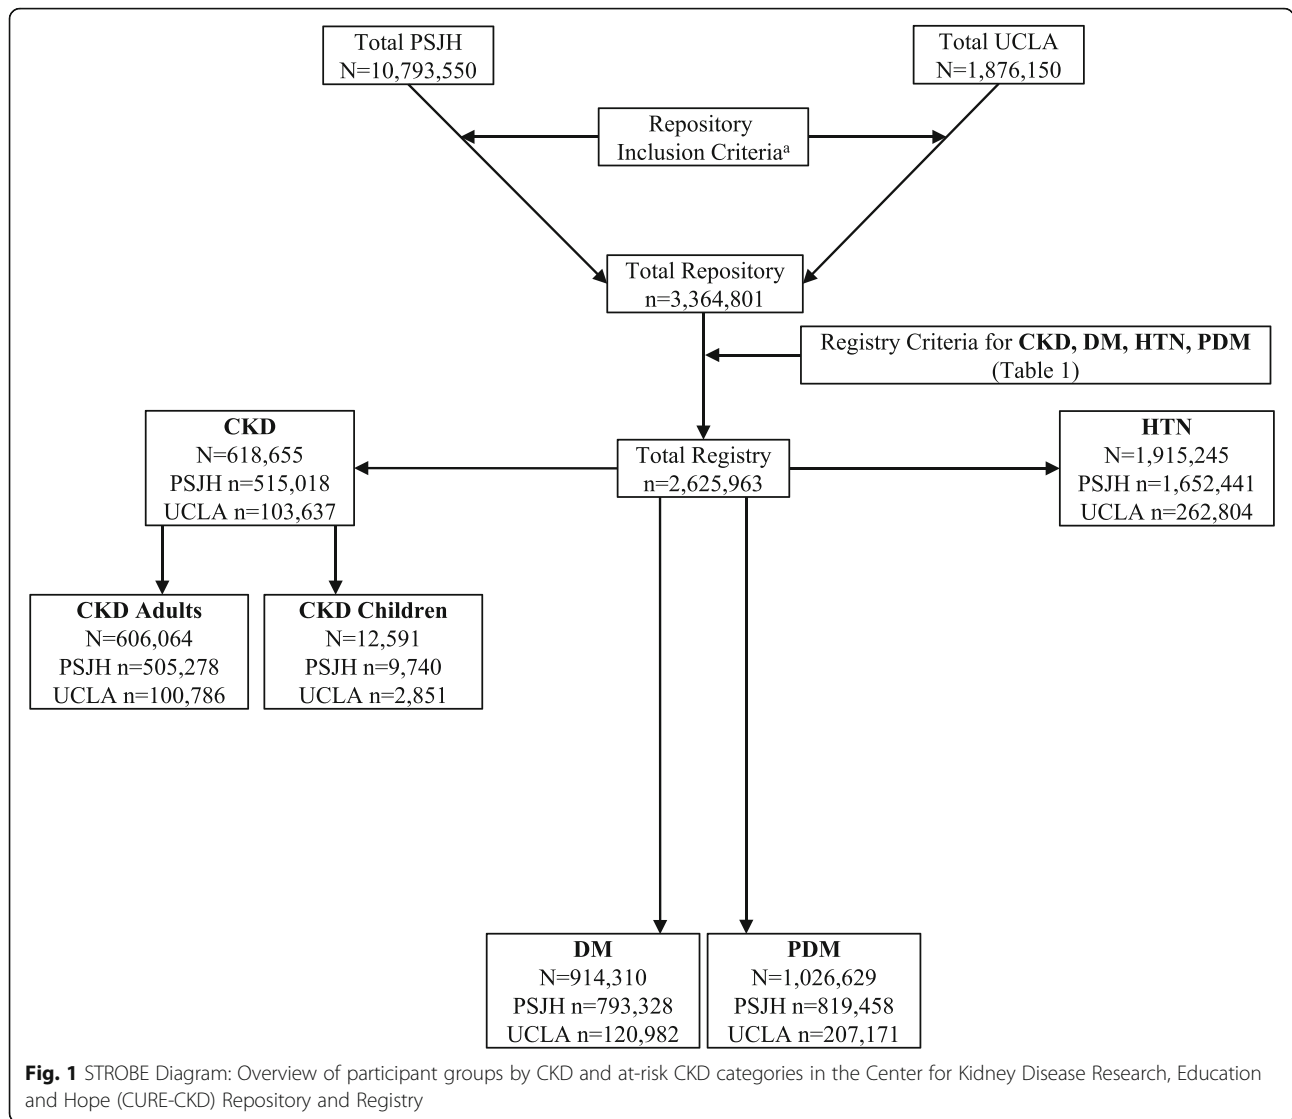 Total PSJH
N=10,793,550
Total UCLA
N=1,876,150
Repository
Inclusion Criteriaᵃ
Total Repository
n=3,364,801
Registry Criteria for CKD, DM, HTN, PDM
(Table 1)
CKD
N=618,655
PSJH n=515,018
UCLA n=103,637
Total Registry
n=2,625,963
HTN
N=1,915,245
PSJH n=1,652,441
UCLA n=262,804
CKD Adults
N=606,064
PSJH n=505,278
UCLA n=100,786
CKD Children
N=12,591
PSJH n=9,740
UCLA n=2,851
DM
N=914,310
PSJH n=793,328
UCLA n=120,982
PDM
N=1,026,629
PSJH n=819,458
UCLA n=207,171
Fig. 1 STROBE Diagram: Overview of participant groups by CKD and at-risk CKD categories in the Center for Kidney Disease Research, Education
and Hope (CURE-CKD) Repository and Registry